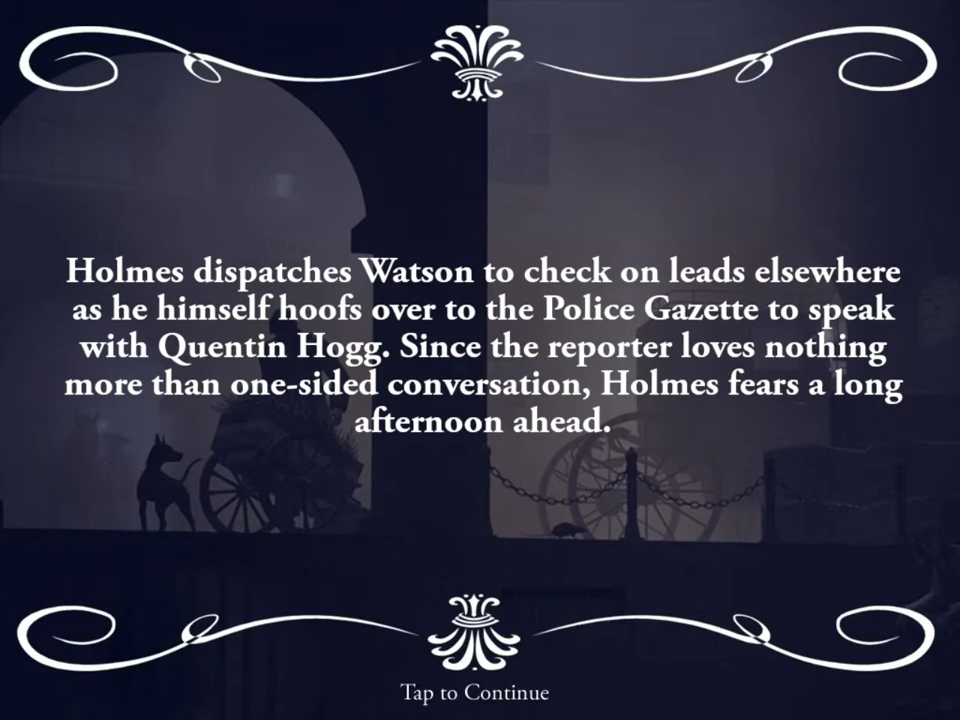 Holmes dispatches Watson to check on leads elsewhere
as he himself hoofs over to the Police Gazette to speak
with Quentin Hogg. Since the reporter loves nothing
more than one-sided conversation, Holmes fears a long
afternoon ahead.
Tap to Continue